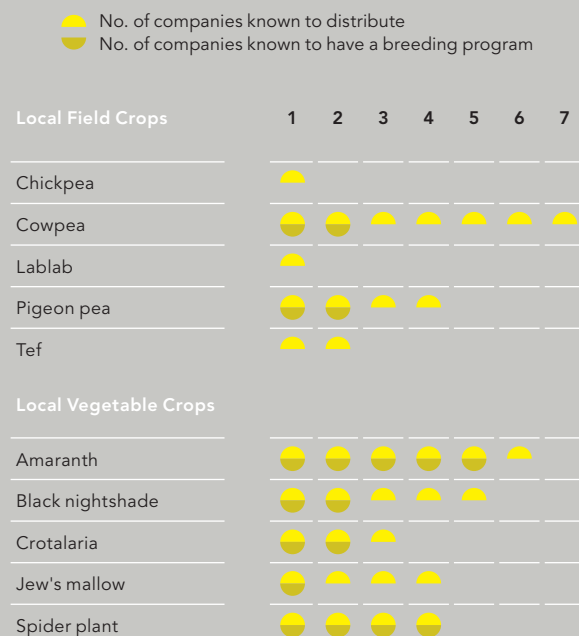 No. of companies known to distribute
No. of companies known to have a breeding program
Local Field Crops 1 2 3 4 5 6 7
Chickpea
Cowpea
Lablab
Pigeon pea
Tef
Local Vegetable Crops
Amaranth
Black nightshade
Crotalaria
Jew's mallow
Spider plant